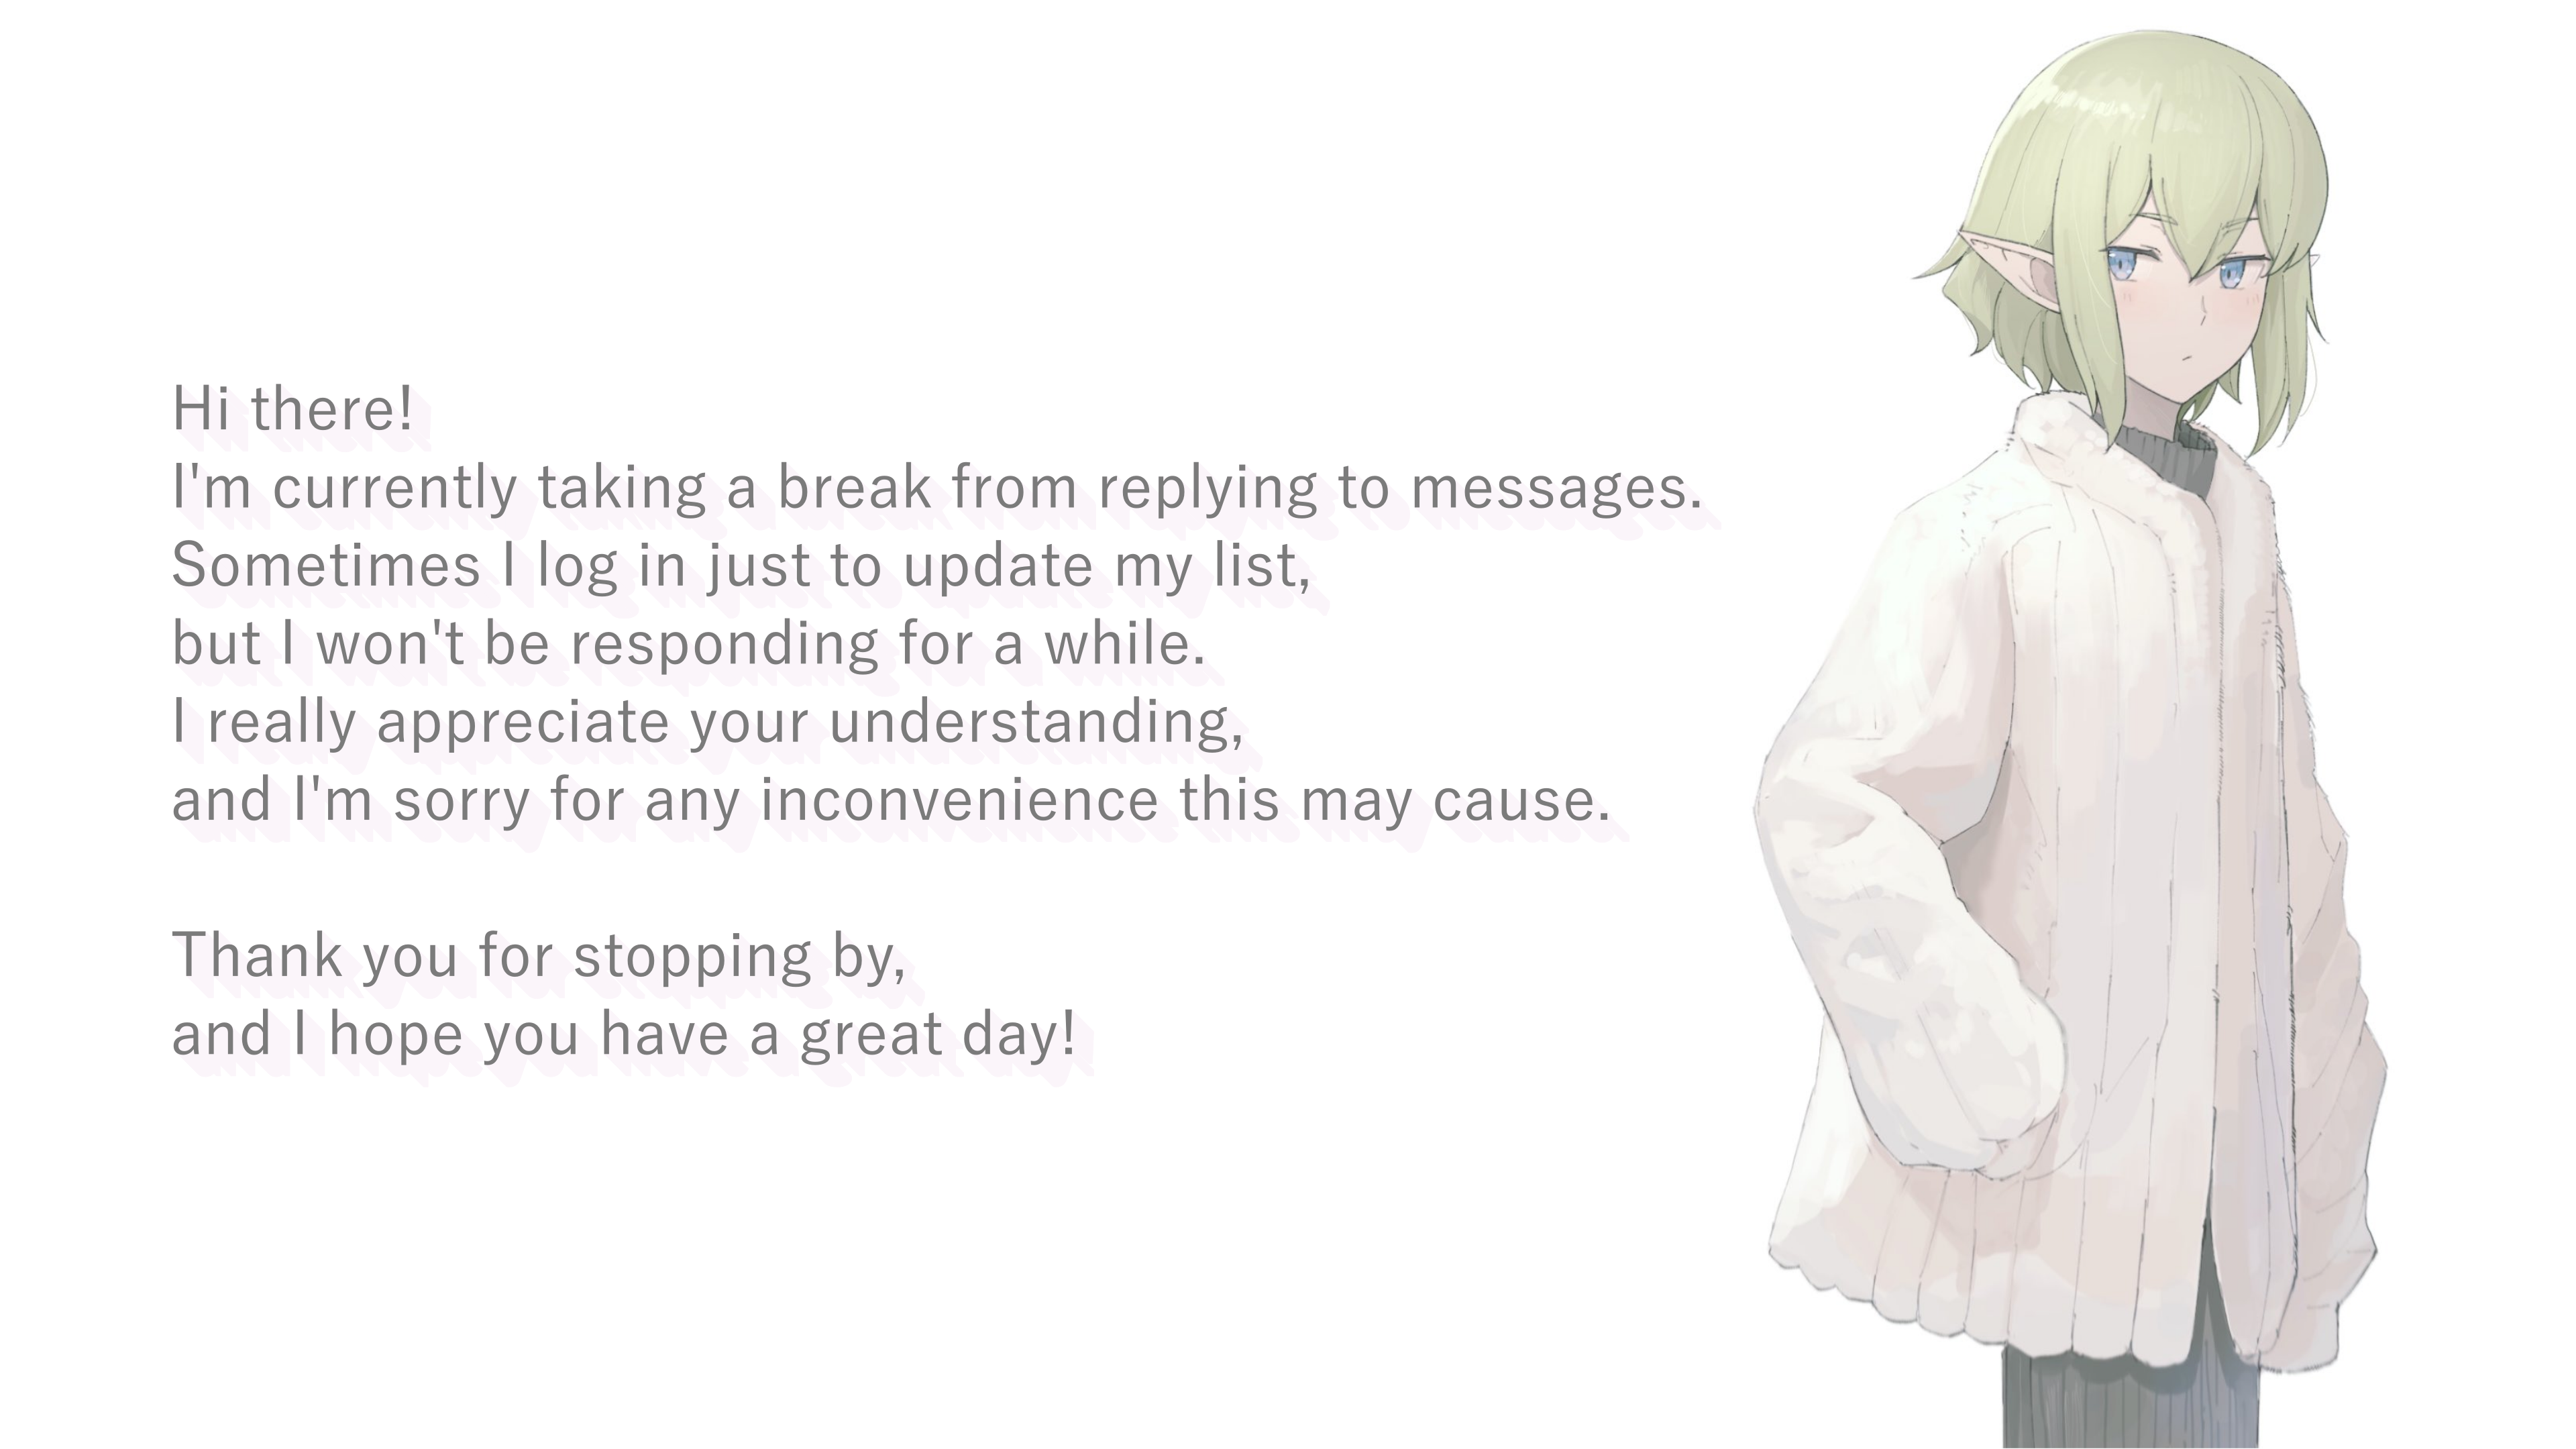 Hi there!
I'm currently taking a break from replying to messages.
Sometimes I log in just to update my list,
but I won't be responding for a while.
I really appreciate your understanding,
and I'm sorry for any inconvenience this may cause.
Thank you for stopping by,
and I hope you have a great day!